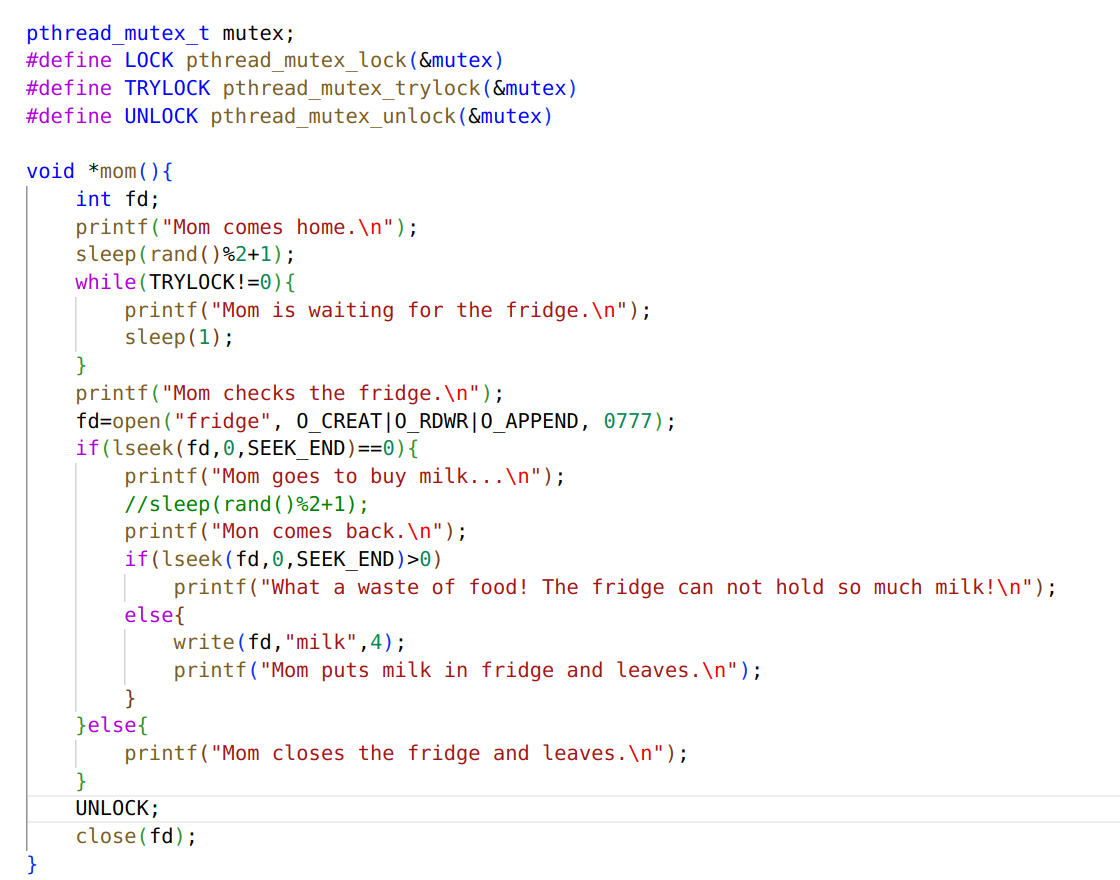 pthread_mutex_t mutex;
#define LOCK pthread_mutex_lock(&mutex)
#define TRYLOCK pthread_mutex_trylock(&mutex)
#define UNLOCK pthread_mutex_unlock(&mutex)
void *mom(){
int fd;
printf("Mom comes home.\n");
sleep(rand()%2+1);
while(TRYLOCK!=0){
printf("Mom is waiting for the fridge.\n");
sleep(1);
}
printf("Mom checks the fridge.\n");
fd=open("fridge", O_CREAT|O_RDWR|O_APPEND, 0777);
if(lseek(fd,0,SEEK_END)==0){
printf("Mom goes to buy milk...\n");
//sleep(rand()%2+1);
printf("Mon comes back.\n");
if(lseek(fd,0,SEEK_END)>0)
printf("What a waste of food! The fridge can not hold so much milk!\n");
else{
write(fd,"milk",4);
printf("Mom puts milk in fridge and leaves.\n");
}
}else{
printf("Mom closes the fridge and leaves.\n");
}
UNLOCK;
close(fd);
}